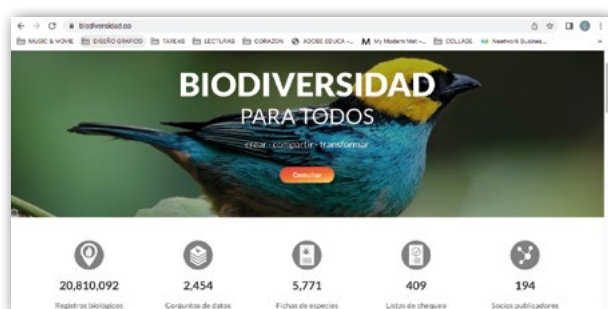 biodiversidad.co
MUSIC & MOVIE DISEÑO GRAFICO TAREAS LECTURAS CORAZON ADOBE EDUCA -... My Modern Met -... COLLAGE Neetwork Busines...
BIODIVERSIDAD
PARA TODOS
crear · compartir · transformar
Consultar
20,810,092 2,454 5,771 409 194
Registros biológicos Conjuntos de datos Fichas de especies Listas de chequeo Socios publicadores